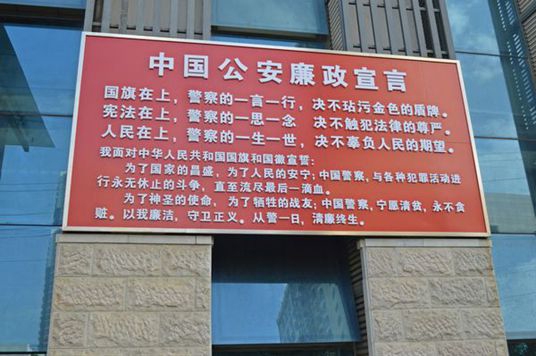 中国公安廉政宣言
国旗在上，警察的一言一行，决不玷污金色的盾牌。
宪法在上，警察的一思一念　决不触犯法律的尊严。
人民在上，警察的一生一世，决不辜负人民的期望。
我面对中华人民共和国国旗和国徽宣誓：
为了国家的昌盛，为了人民的安宁；中国警察，与各种犯罪活动进
行永无休止的斗争，直至流尽最后一滴血。
为了神圣的使命，为了牺牲的战友；中国警察，宁愿清贫，永不贪
赃。以我廉洁，守卫正义。从警一日，清廉终生。